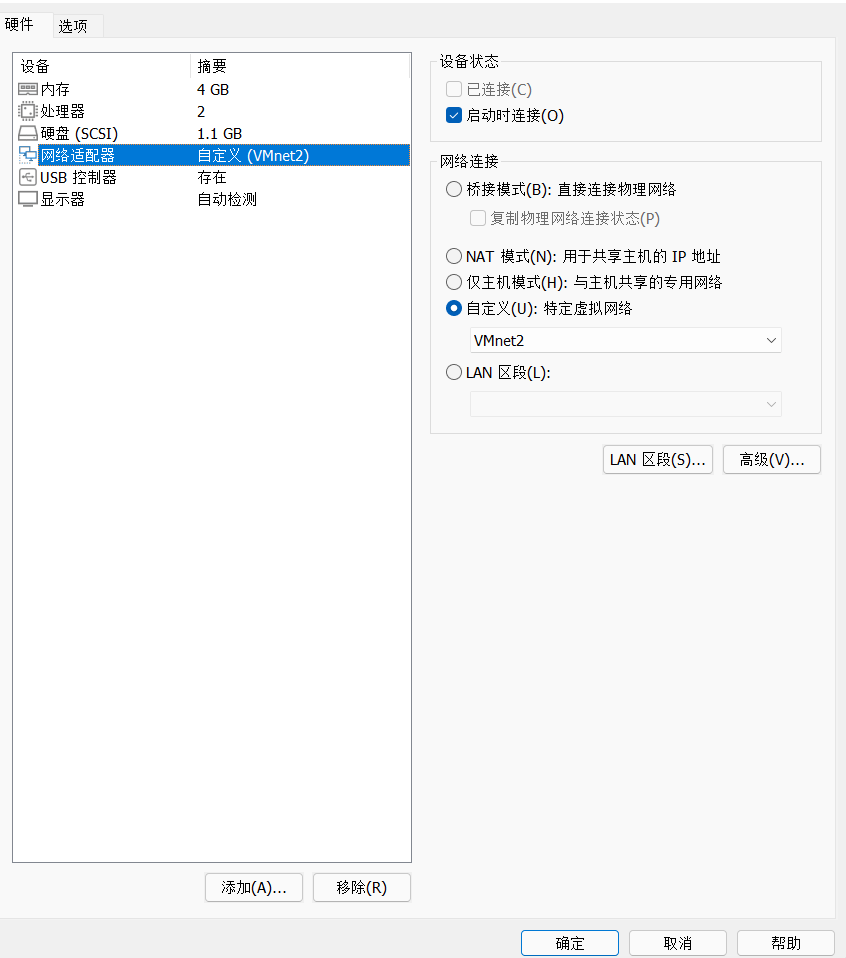 硬件 选项
设备 摘要
内存 4 GB
处理器 2
硬盘 (SCSI) 1.1 GB
网络适配器 自定义 (VMnet2)
USB 控制器 存在
显示器 自动检测
添加(A)... 移除(R)
设备状态
已连接(C)
启动时连接(O)
网络连接
桥接模式(B): 直接连接物理网络
复制物理网络连接状态(P)
NAT 模式(N): 用于共享主机的 IP 地址
仅主机模式(H): 与主机共享的专用网络
自定义(U): 特定虚拟网络
VMnet2
LAN 区段(L):
LAN 区段(S)... 高级(V)...
确定 取消 帮助